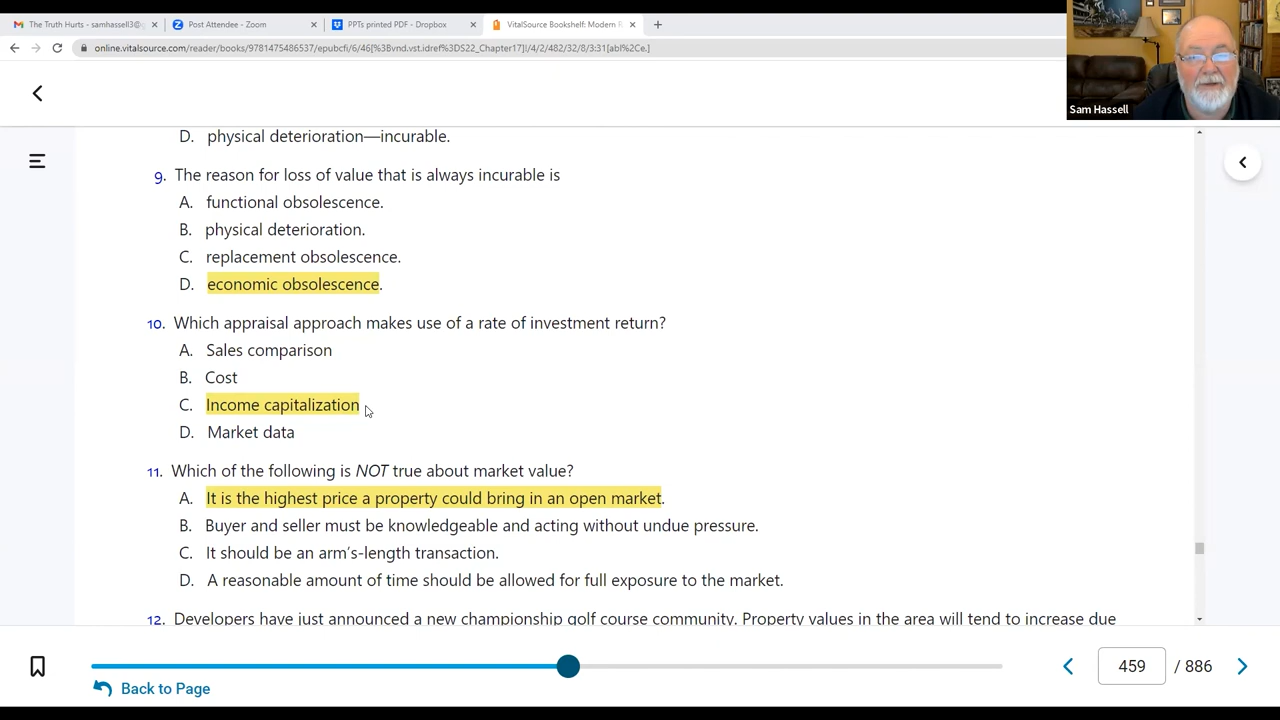 The Truth Hurts - samhassell3@g
Post Attendee - Zoom
PPTs printed PDF - Dropbox
VitalSource Bookshelf: Modern R
online.vitalsource.com/reader/books/9781475486537/epubcfi/6/46[%3Bvnd.vst.idref%3DS22_Chapter17]!/4/2/482/32/8/3:31[abl%2Ce.]
Sam Hassell
D. physical deterioration—incurable.
9. The reason for loss of value that is always incurable is
A. functional obsolescence.
B. physical deterioration.
C. replacement obsolescence.
D. economic obsolescence.
10. Which appraisal approach makes use of a rate of investment return?
A. Sales comparison
B. Cost
C. Income capitalization
D. Market data
11. Which of the following is NOT true about market value?
A. It is the highest price a property could bring in an open market.
B. Buyer and seller must be knowledgeable and acting without undue pressure.
C. It should be an arm's-length transaction.
D. A reasonable amount of time should be allowed for full exposure to the market.
12. Developers have just announced a new championship golf course community. Property values in the area will tend to increase due
459 / 886
Back to Page